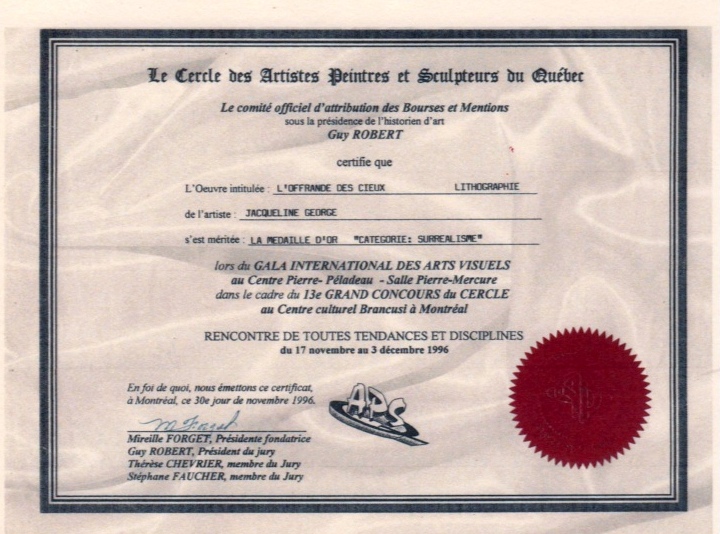 Le Cercle des Artistes Peintres et Sculpteurs du Québec
Le comité officiel d'attribution des Bourses et Mentions
sous la présidence de l'historien d'art
Guy ROBERT
certifie que
L'Oeuvre intitulée : L'OFFRANDE DES CIEUX LITHOGRAPHIE
de l'artiste : JACQUELINE GEORGE
s'est méritée : LA MEDAILLE D'OR "CATEGORIE: SURREALISME"
lors du GALA INTERNATIONAL DES ARTS VISUELS
au Centre Pierre- Péladeau - Salle Pierre-Mercure
dans le cadre du 13e GRAND CONCOURS du CERCLE
au Centre culturel Brancusi à Montréal
RENCONTRE DE TOUTES TENDANCES ET DISCIPLINES
du 17 novembre au 3 décembre 1996
En foi de quoi, nous émettons ce certificat,
à Montréal, ce 30e jour de novembre 1996.
APS
Mireille FORGET, Présidente fondatrice
Guy ROBERT, Président du jury
Thérèse CHEVRIER, membre du Jury
Stéphane FAUCHER, membre du Jury